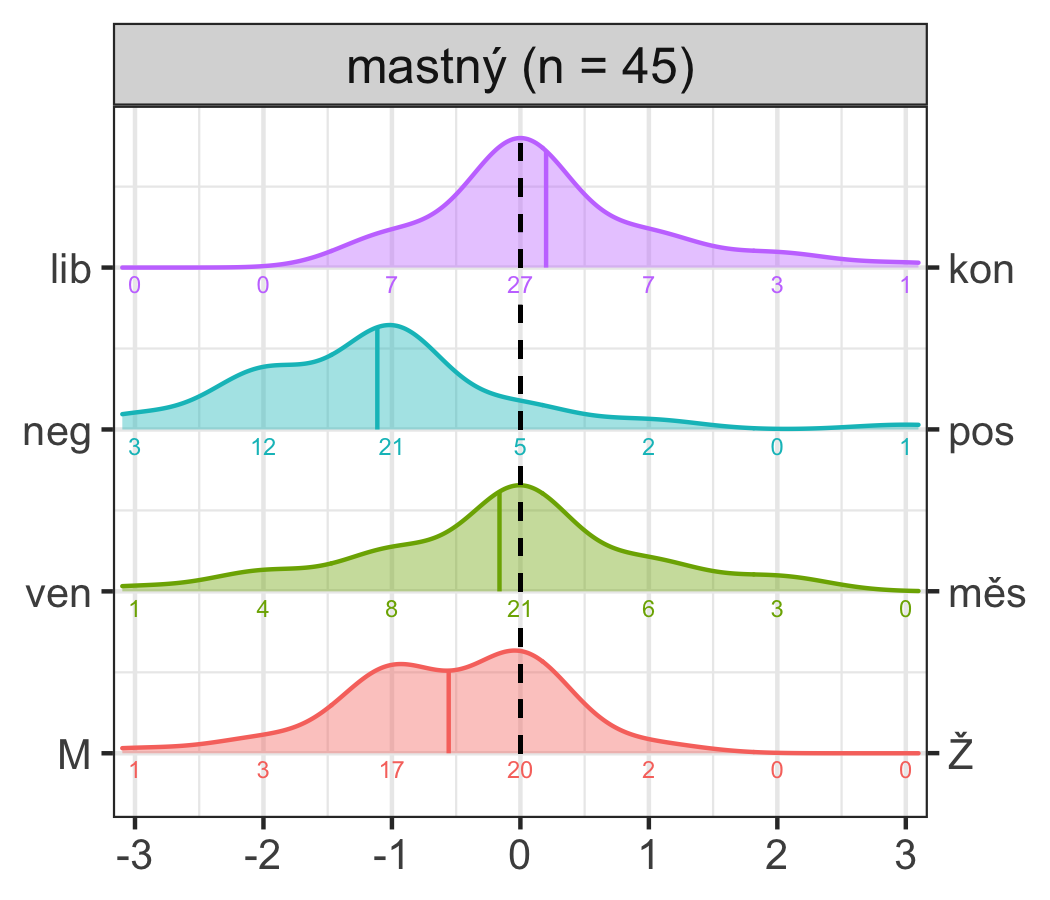 mastný (n = 45)
lib kon
0 0 7 27 7 3 1
neg pos
3 12 21 5 2 0 1
ven měs
1 4 8 21 6 3 0
M Ž
1 3 17 20 2 0 0
-3 -2 -1 0 1 2 3